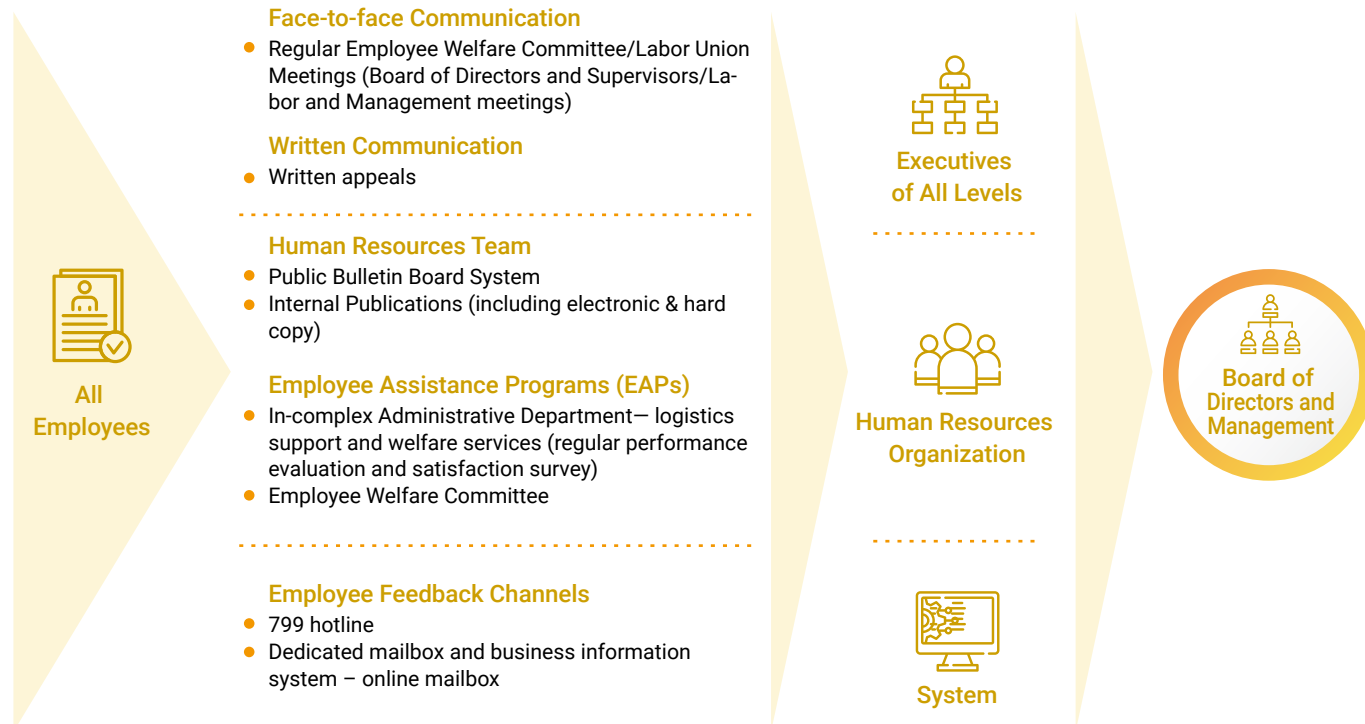 All
Employees
Face-to-face Communication
Regular Employee Welfare Committee/Labor Union
Meetings (Board of Directors and Supervisors/La-
bor and Management meetings)
Written Communication
Written appeals
Human Resources Team
Public Bulletin Board System
Internal Publications (including electronic & hard
copy)
Employee Assistance Programs (EAPs)
In-complex Administrative Department— logistics
support and welfare services (regular performance
evaluation and satisfaction survey)
Employee Welfare Committee
Employee Feedback Channels
799 hotline
Dedicated mailbox and business information
system – online mailbox
Executives
of All Levels
Human Resources
Organization
System
Board of
Directors and
Management